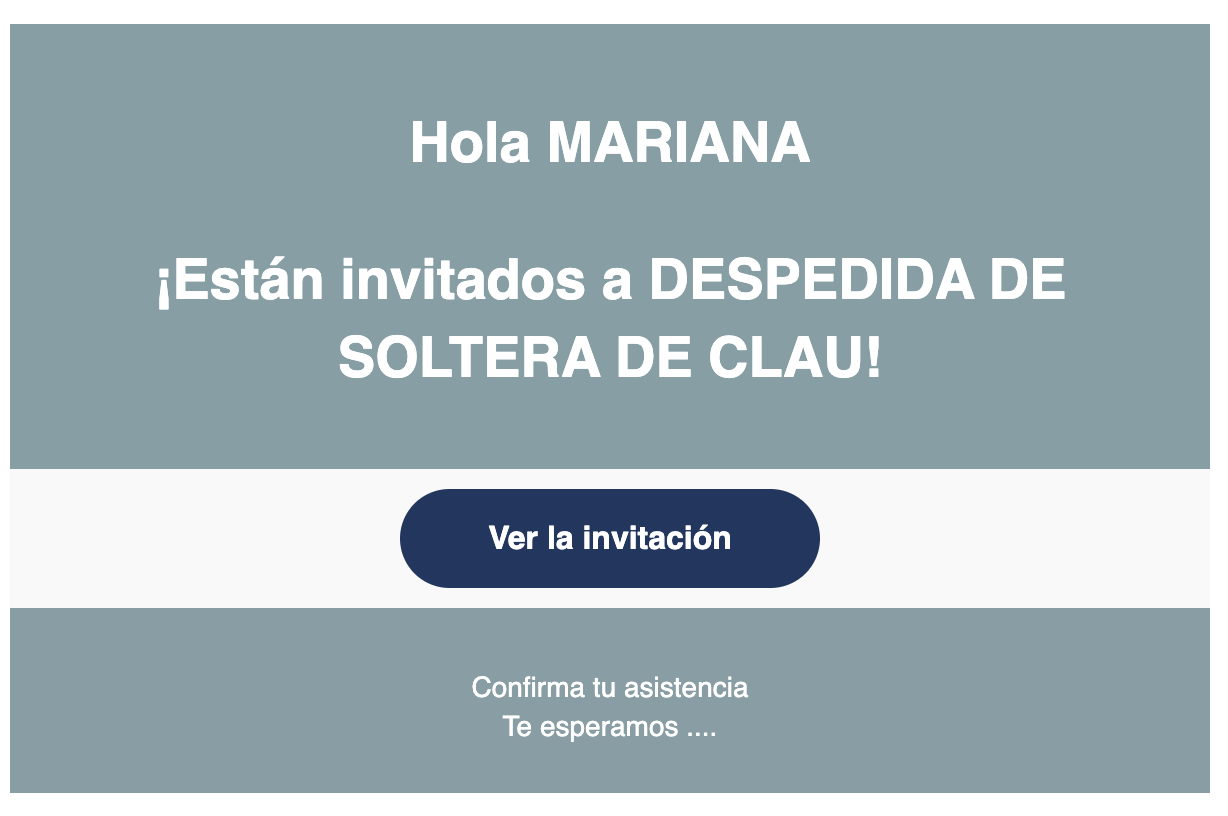 Hola MARIANA
¡Están invitados a DESPEDIDA DE
SOLTERA DE CLAU!
Ver la invitación
Confirma tu asistencia
Te esperamos ....